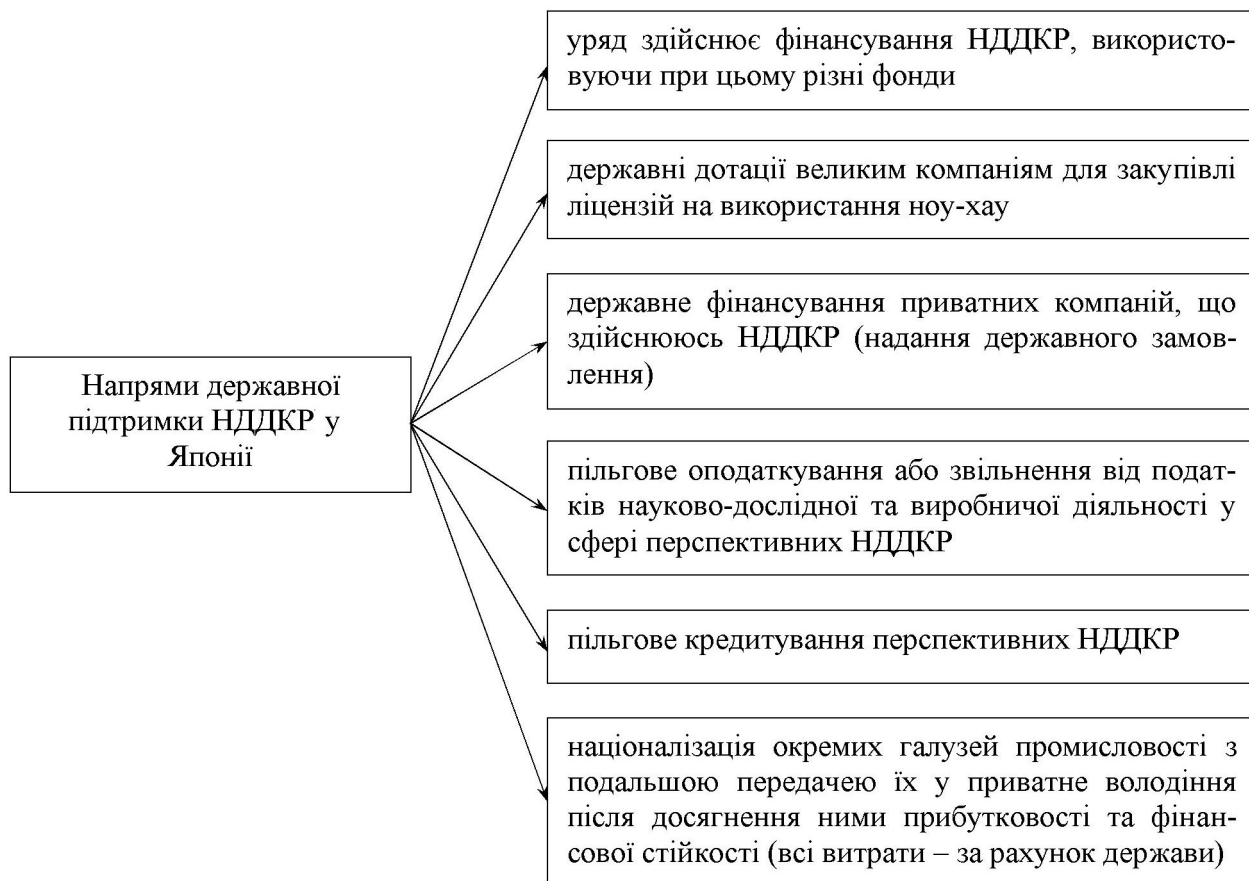 уряд здійснює фінансування НДДКР, використо-
вуючи при цьому різні фонди
державні дотації великим компаніям для закупівлі
ліцензій на використання ноу-хау
державне фінансування приватних компаній, що
здійснююсь НДДКР (надання державного замов-
лення)
Напрями державної
підтримки НДДКР у
Японії
пільгове оподаткування або звільнення від подат-
ків науково-дослідної та виробничої діяльності у
сфері перспективних НДДКР
пільгове кредитування перспективних НДДКР
націоналізація окремих галузей промисловості з
подальшою передачею їх у приватне володіння
після досягнення ними прибутковості та фінан-
сової стійкості (всі витрати – за рахунок держави)